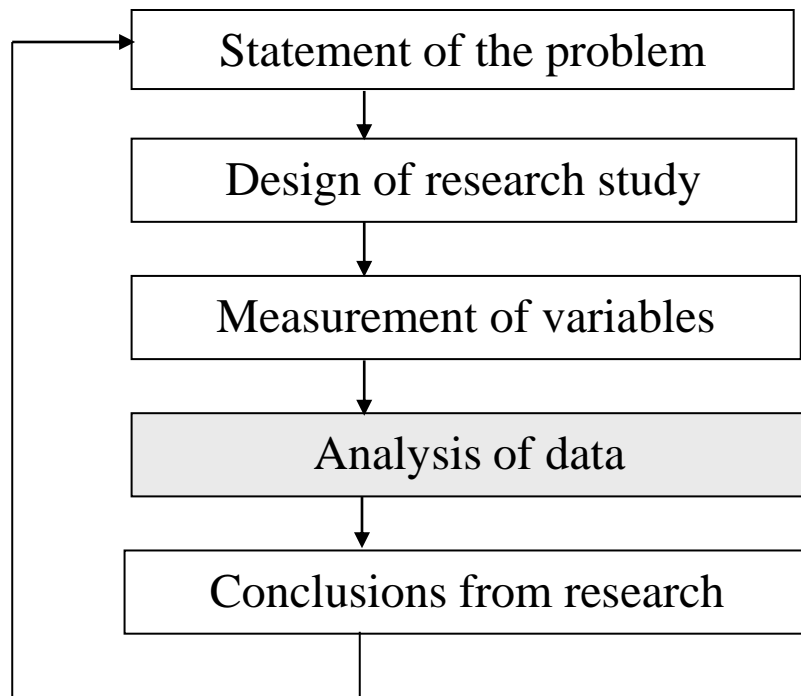 Statement of the problem
Design of research study
Measurement of variables
Analysis of data
Conclusions from research